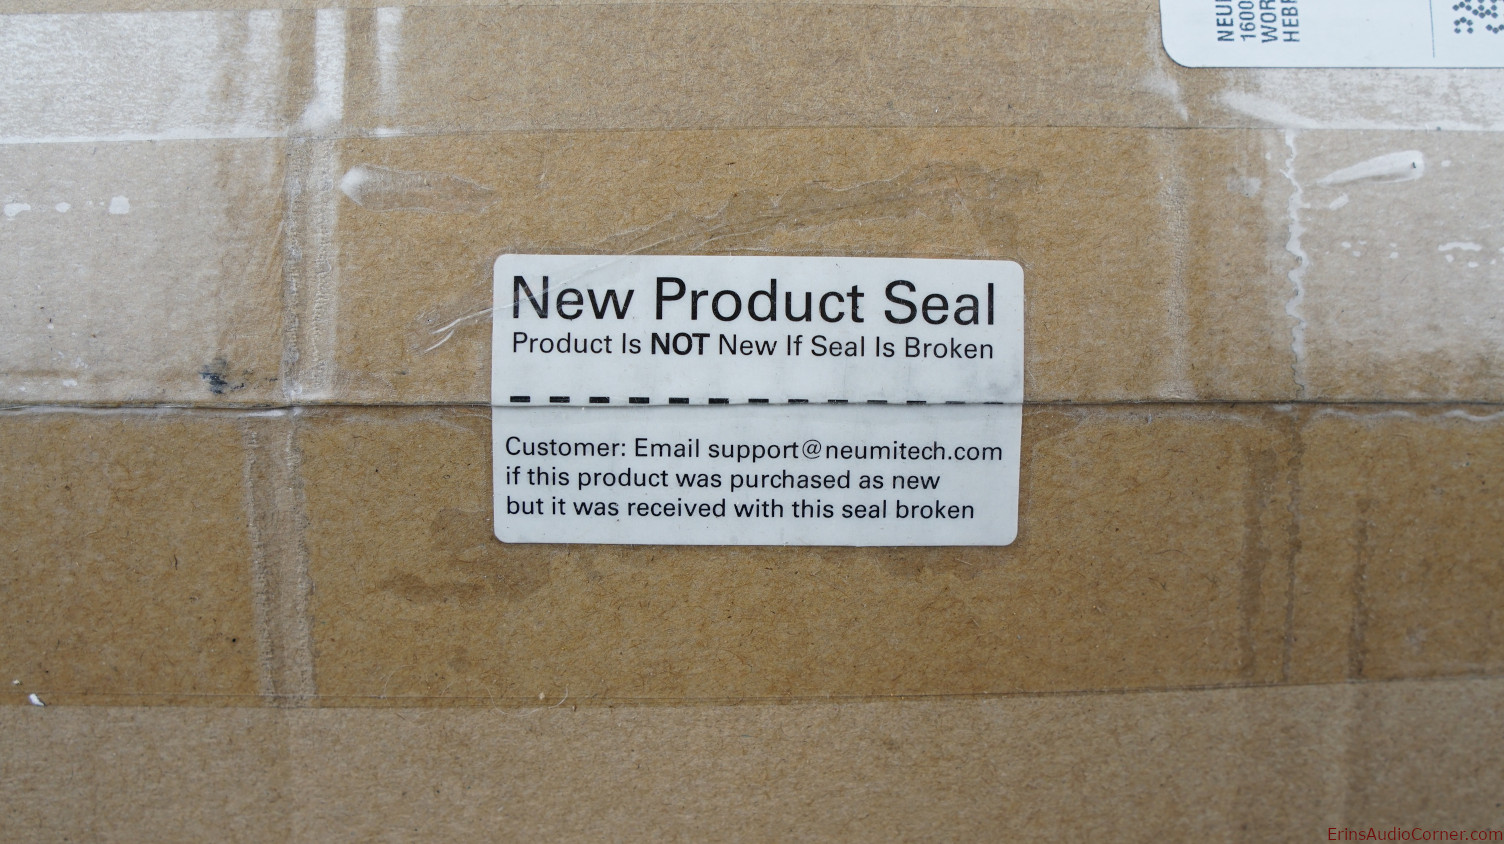 New Product Seal
Product Is NOT New If Seal Is Broken
Customer: Email support@neumitech.com
if this product was purchased as new
but it was received with this seal broken
1600
ErinsAudioCorner.com